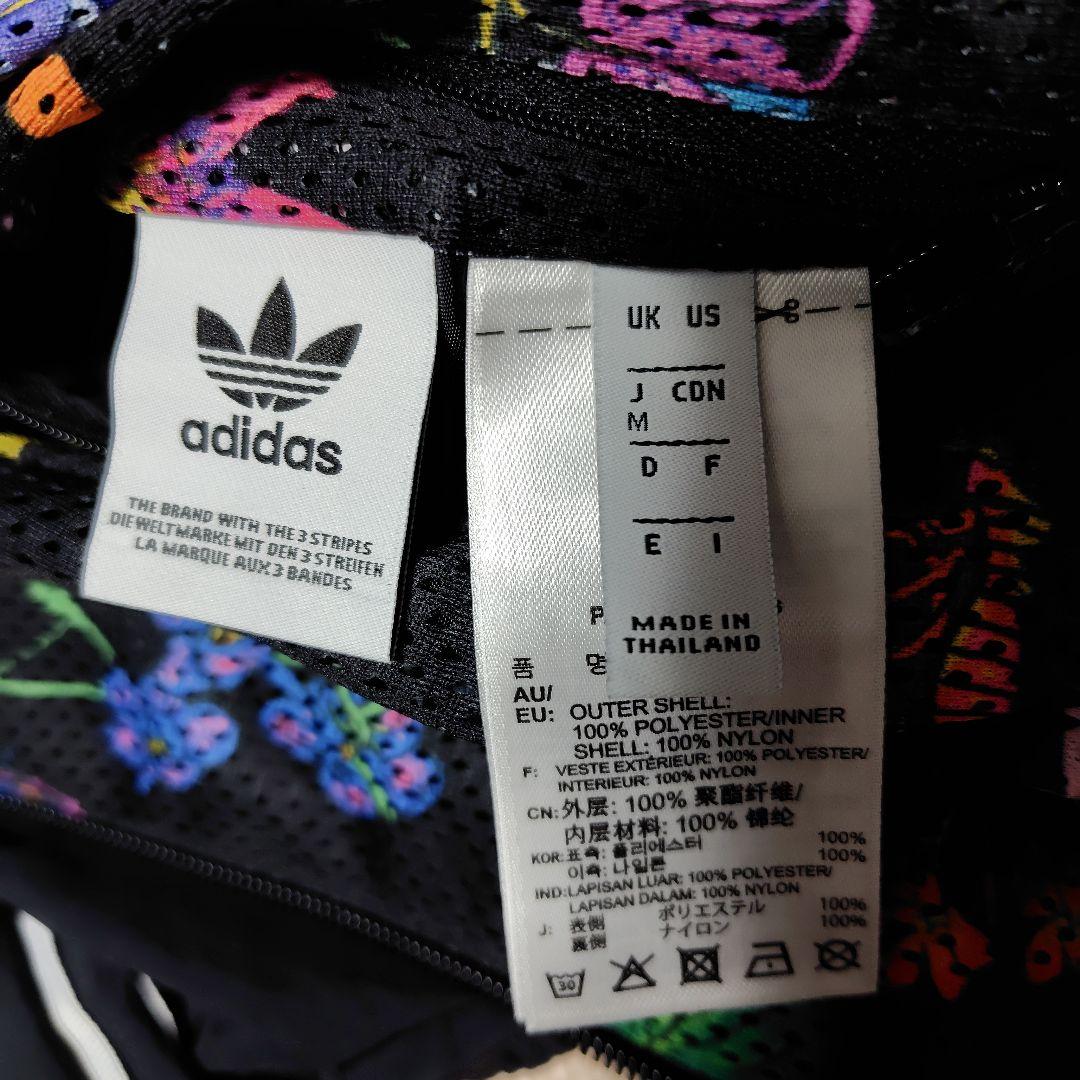 adidas
THE BRAND WITH THE 3 STRIPES
DIE WELTMARKE MIT DEN 3 STREIFEN
LA MARQUE AUX 3 BANDES
UK US
J CDN
M
D F
E I
MADE IN
THAILAND
품 명
AU/
EU: OUTER SHELL:
100% POLYESTER/INNER
SHELL: 100% NYLON
F: VESTE EXTÉRIEUR: 100% POLYESTER/
INTERIEUR: 100% NYLON
CN: 外层: 100% 聚酯纤维/
内层材料: 100% 锦纶
KOR: 표측: 폴리에스터 100%
이측: 나일론 100%
IND: LAPISAN LUAR: 100% POLYESTER/
LAPISAN DALAM: 100% NYLON
J: 表側 ポリエステル 100%
裏側 ナイロン 100%
30